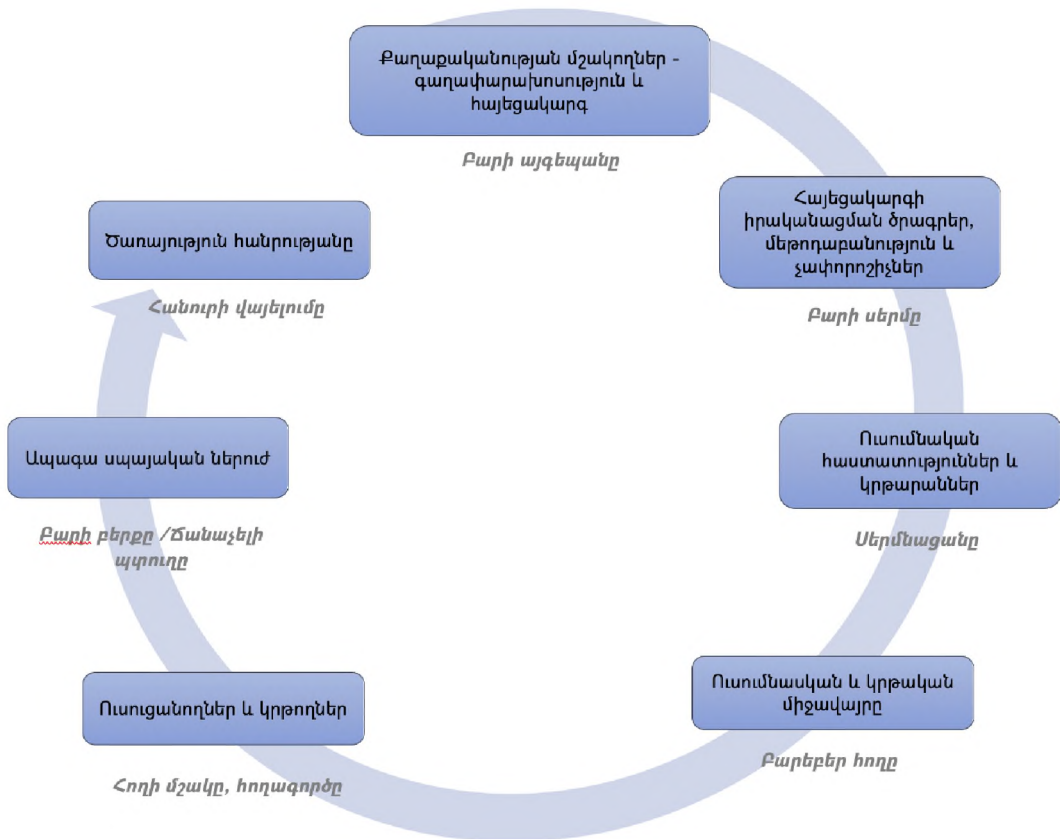 Քաղաքականության մշակողներ -
գաղափարախոսություն և
հայեցակարգ
Բարի այգեպանը
Հայեցակարգի
իրականացման ծրագրեր,
մեթոդաբանություն և
չափորոշիչներ
Բարի սերմը
Ուսումնական
հաստատություններ և
կրթարաններ
Սերմնացանը
Ուսումնասկան և կրթական
միջավայրը
Բարեբեր հողը
Ուսուցանողներ և կրթողներ
Հողի մշակը, հողագործը
Ապագա սպայական ներուժ
Բարի բերքը /Ճանաչելի
պտուղը
Ծառայություն հանրությանը
Հանուրի վայելումը